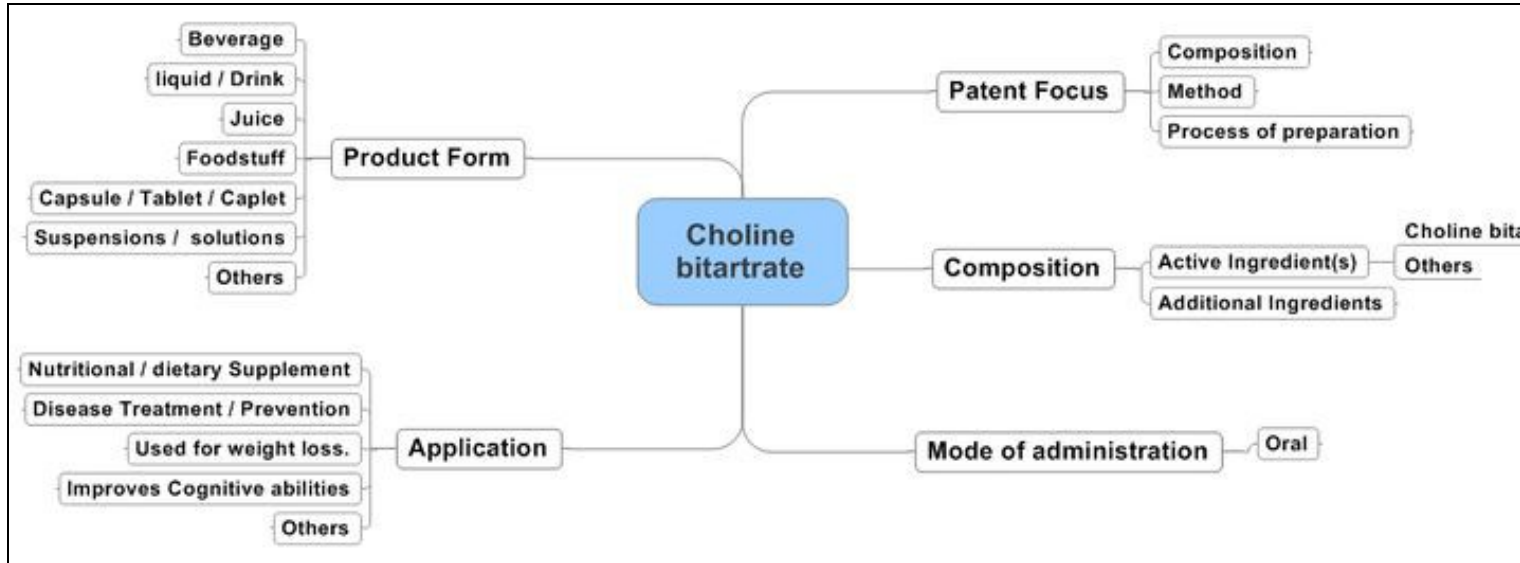 Beverage
liquid / Drink
Juice
Foodstuff
Capsule / Tablet / Caplet
Suspensions / solutions
Others
Product Form
Nutritional / dietary Supplement
Disease Treatment / Prevention
Used for weight loss.
Improves Cognitive abilities
Others
Application
Choline
bitartrate
Patent Focus
Composition
Method
Process of preparation
Composition
Active Ingredient(s)
Choline
Others
Additional Ingredients
Mode of administration
Oral